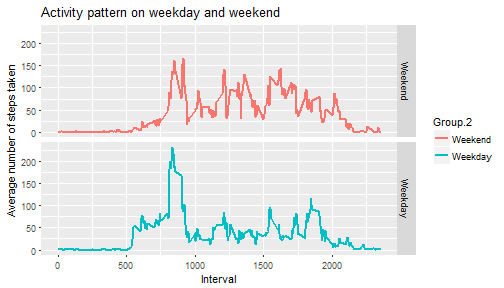 Activity pattern on weekday and weekend
Average number of steps taken
200
150
100
50
0
Weekend
200
150
100
50
0
Weekday
0
500
1000
1500
2000
Interval
Group.2
Weekend
Weekday